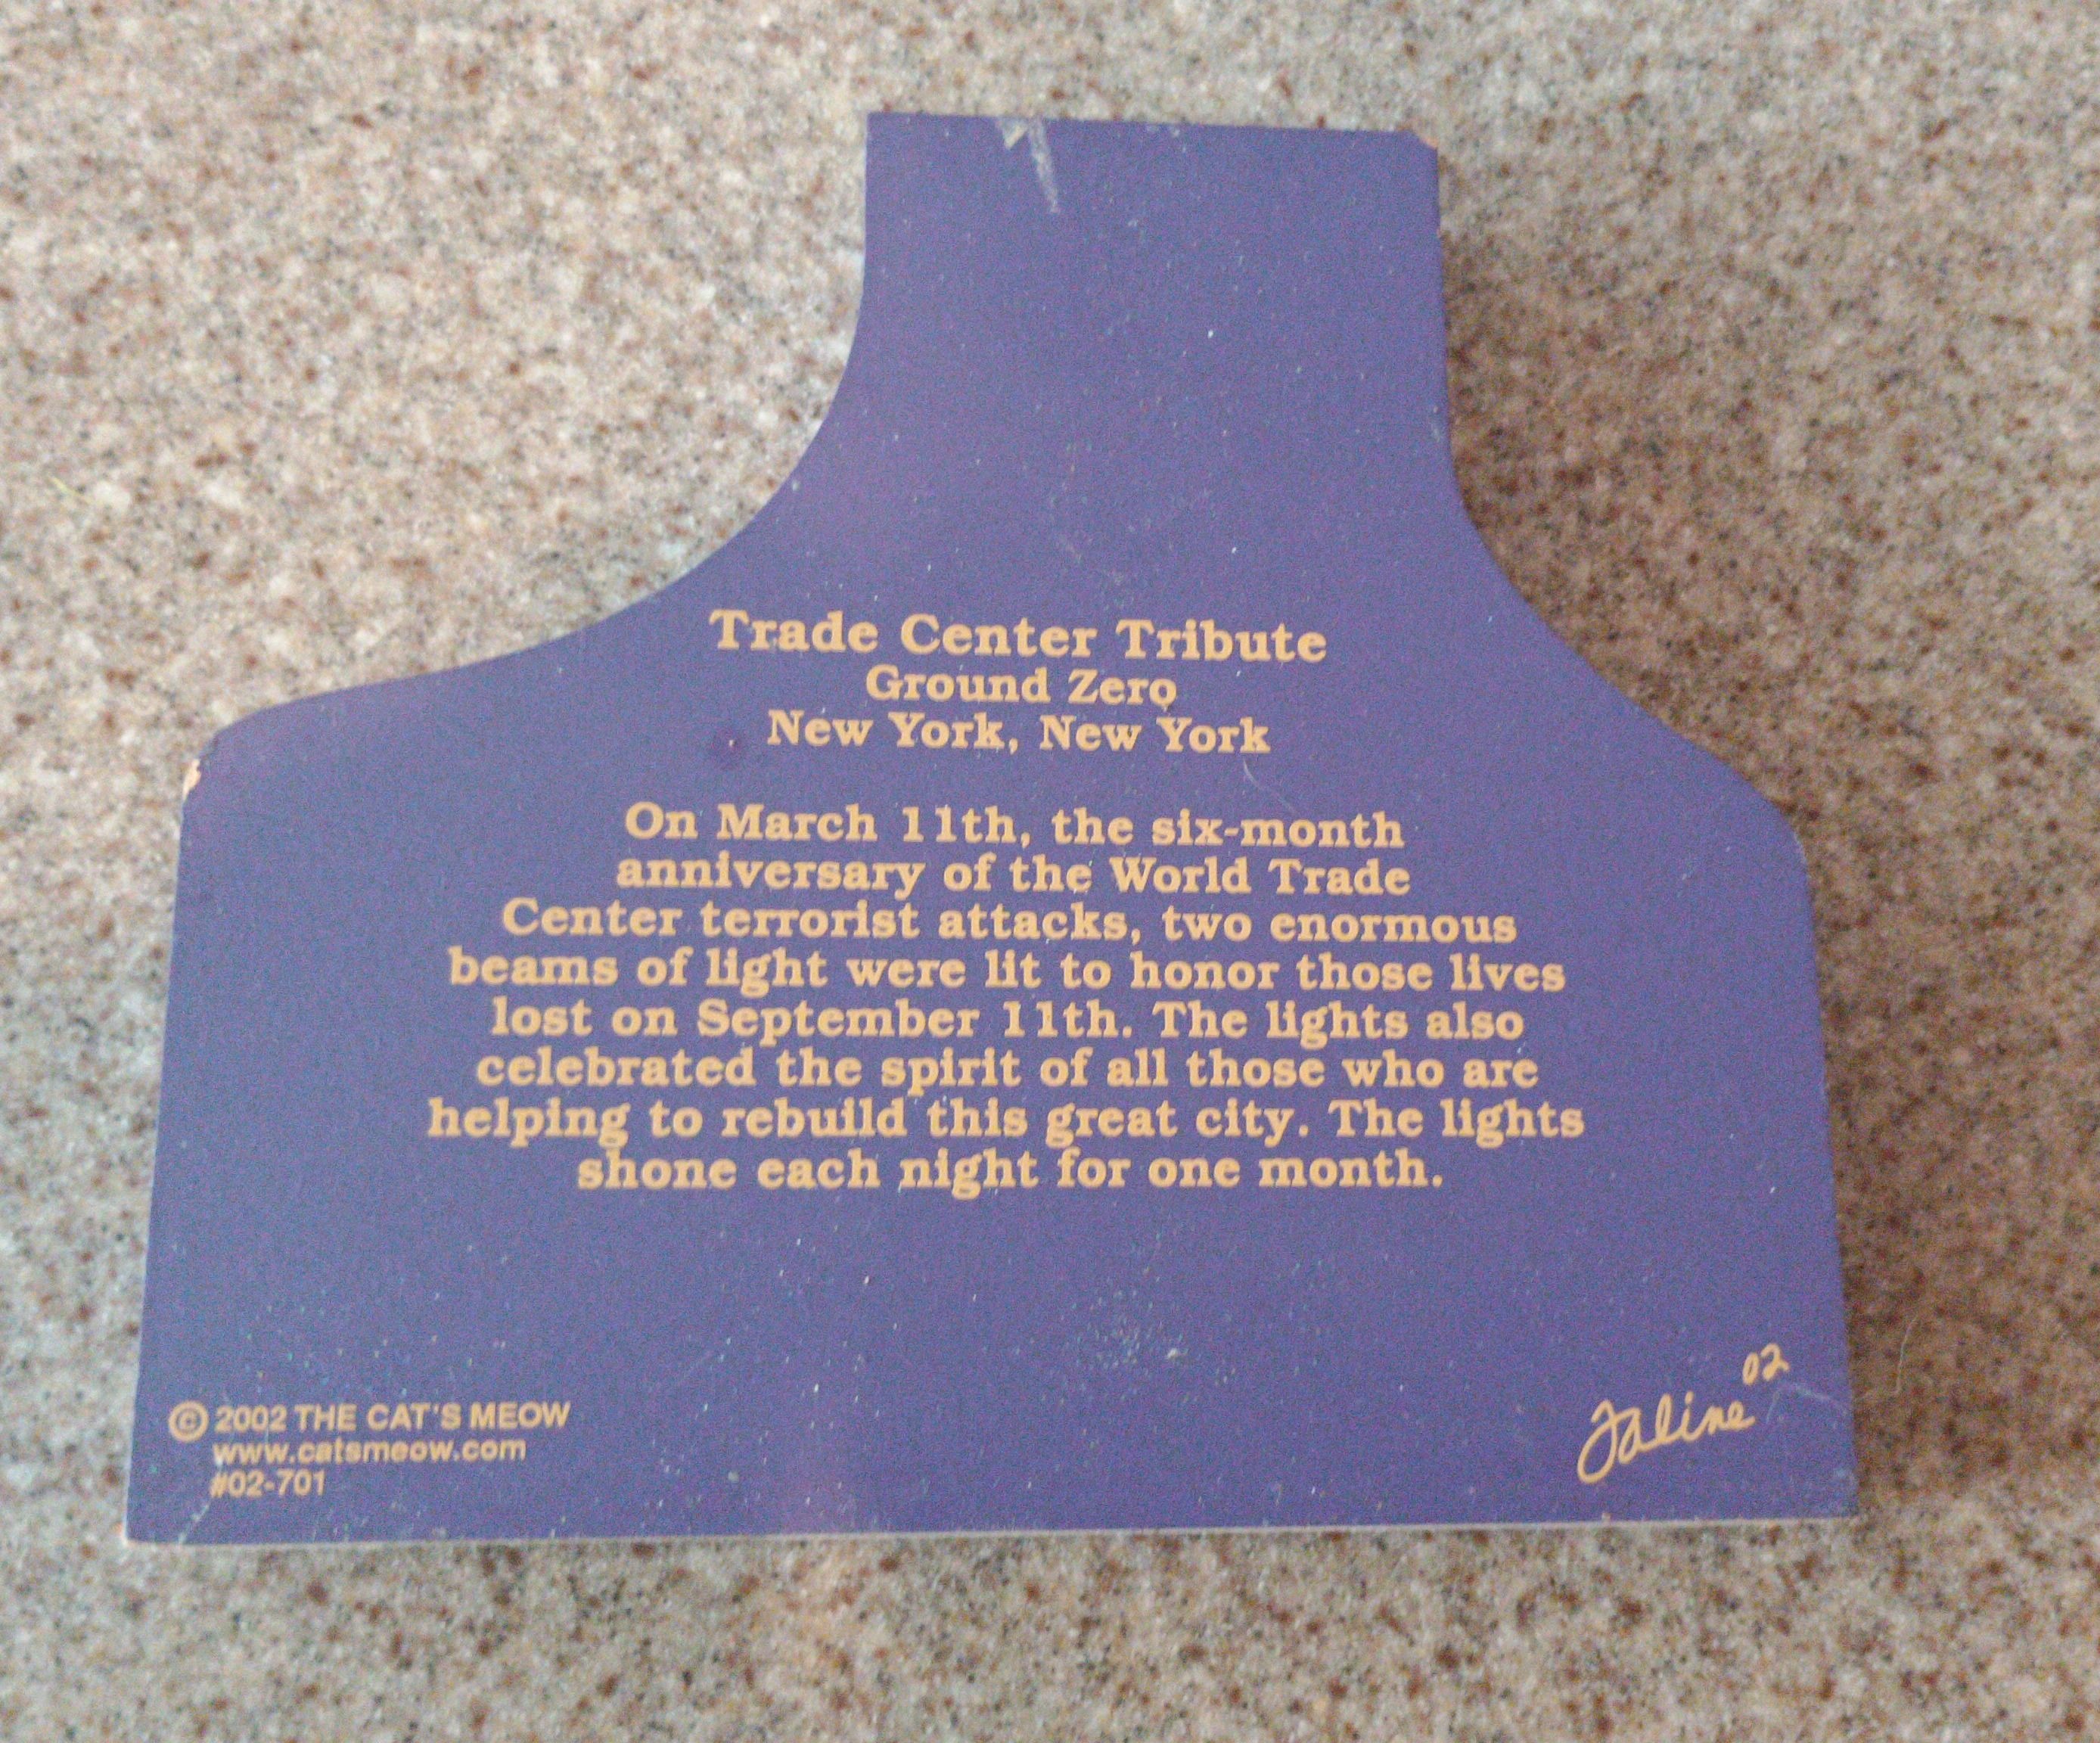 Trade Center Tribute
Ground Zero
New York, New York
On March 11th, the six-month
anniversary of the World Trade
Center terrorist attacks, two enormous
beams of light were lit to honor those lives
lost on September 11th. The lights also
celebrated the spirit of all those who are
helping to rebuild this great city. The lights
shone each night for one month.
© 2002 THE CAT'S MEOW
www.catsmeow.com
#02-701
Faline 02